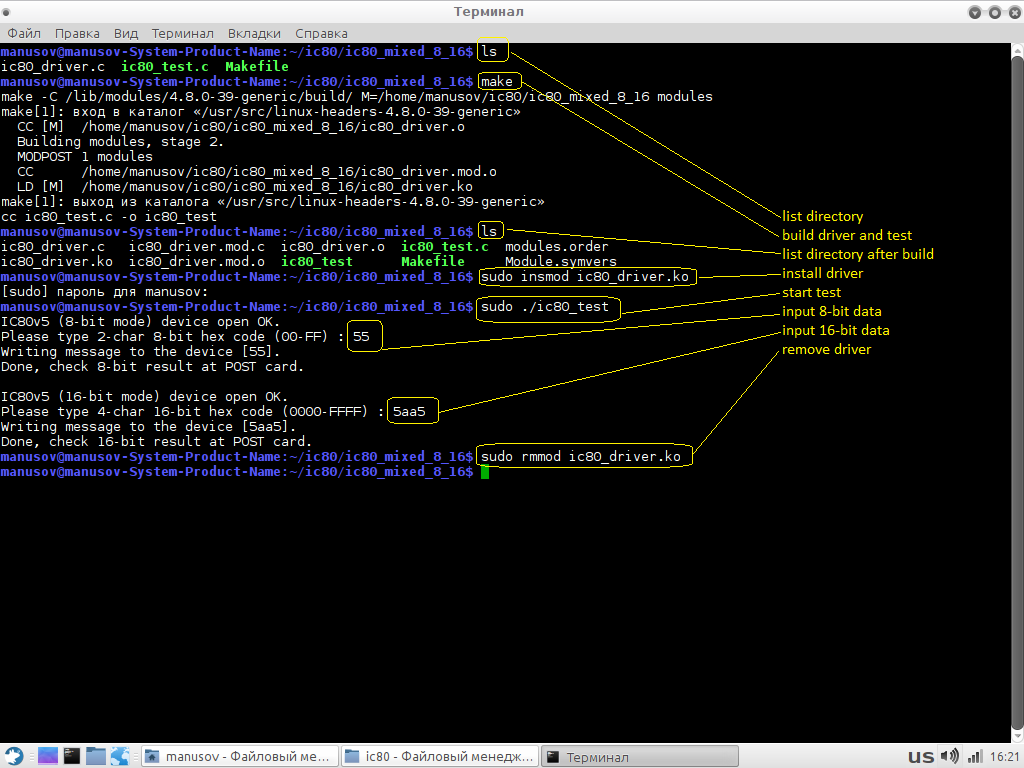 Терминал
Файл Правка Вид Терминал Вкладки Справка
manusov@manusov-System-Product-Name:~/ic80/ic80_mixed_8_16$ ls
ic80_driver.c ic80_test.c Makefile
manusov@manusov-System-Product-Name:~/ic80/ic80_mixed_8_16$ make
make -C /lib/modules/4.8.0-39-generic/build/ M=/home/manusov/ic80/ic80_mixed_8_16 modules
make[1]: вход в каталог «/usr/src/linux-headers-4.8.0-39-generic»
CC [M] /home/manusov/ic80/ic80_mixed_8_16/ic80_driver.o
Building modules, stage 2.
MODPOST 1 modules
CC /home/manusov/ic80/ic80_mixed_8_16/ic80_driver.mod.o
LD [M] /home/manusov/ic80/ic80_mixed_8_16/ic80_driver.ko
make[1]: выход из каталога «/usr/src/linux-headers-4.8.0-39-generic»
cc ic80_test.c -o ic80_test
manusov@manusov-System-Product-Name:~/ic80/ic80_mixed_8_16$ ls
ic80_driver.c ic80_driver.mod.c ic80_driver.o ic80_test.c modules.order
ic80_driver.ko ic80_driver.mod.o ic80_test Makefile Module.symvers
manusov@manusov-System-Product-Name:~/ic80/ic80_mixed_8_16$ sudo insmod ic80_driver.ko
[sudo] пароль для manusov:
manusov@manusov-System-Product-Name:~/ic80/ic80_mixed_8_16$ sudo ./ic80_test
IC80v5 (8-bit mode) device open OK.
Please type 2-char 8-bit hex code (00-FF) : 55
Writing message to the device [55].
Done, check 8-bit result at POST card.
IC80v5 (16-bit mode) device open OK.
Please type 4-char 16-bit hex code (0000-FFFF) : 5aa5
Writing message to the device [5aa5].
Done, check 16-bit result at POST card.
manusov@manusov-System-Product-Name:~/ic80/ic80_mixed_8_16$ sudo rmmod ic80_driver.ko
manusov@manusov-System-Product-Name:~/ic80/ic80_mixed_8_16$
list directory
build driver and test
list directory after build
install driver
start test
input 8-bit data
input 16-bit data
remove driver
manusov - Файловый ме... ic80 - Файловый менедж... Терминал us 16:21